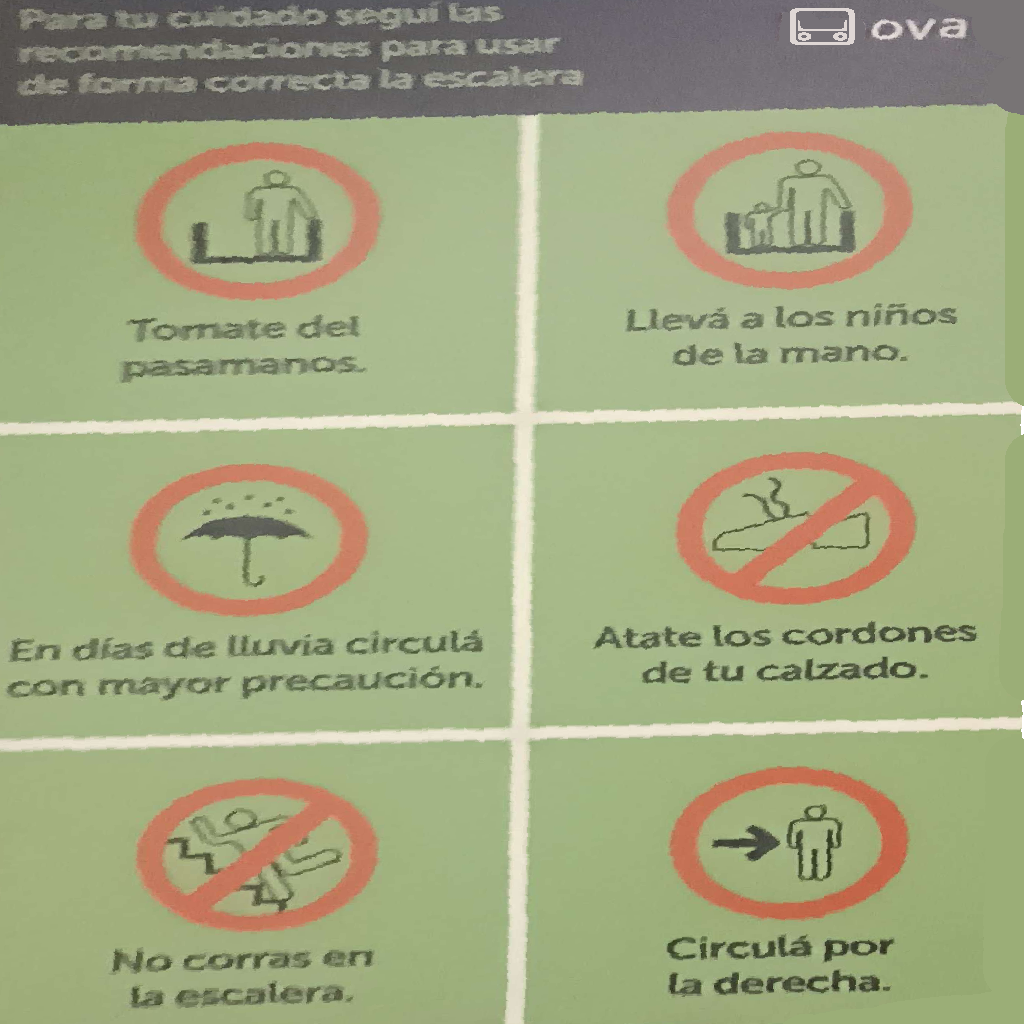 Para tu cuidado seguí las
recomendaciones para usar
de forma correcta la escalera
ova
Tomate del
pasamanos.
Llevá a los niños
de la mano.
En días de lluvia circulá
con mayor precaución.
Atate los cordones
de tu calzado.
No corras en
la escalera.
Circulá por
la derecha.